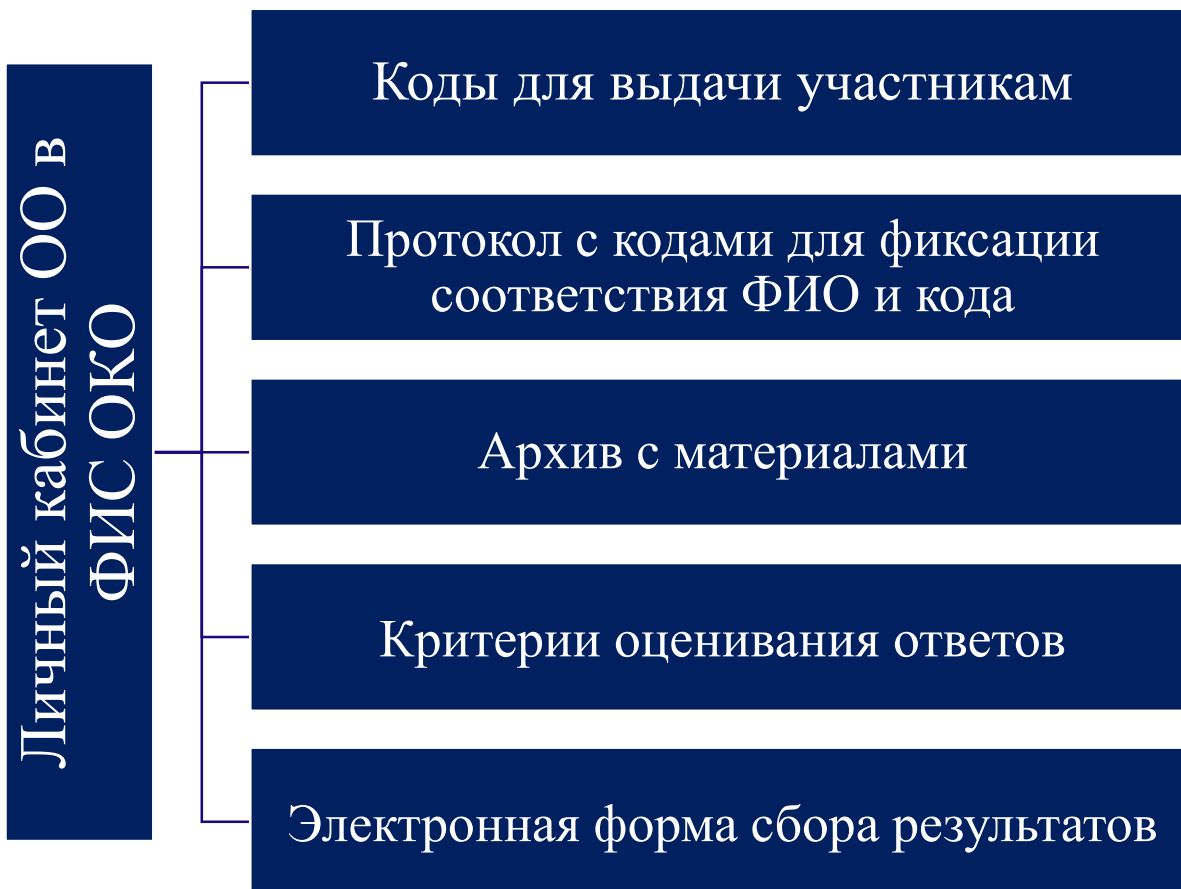 Личный кабинет ОО в
ФИС ОКО
Коды для выдачи участникам
Протокол с кодами для фиксации
соответствия ФИО и кода
Архив с материалами
Критерии оценивания ответов
Электронная форма сбора результатов